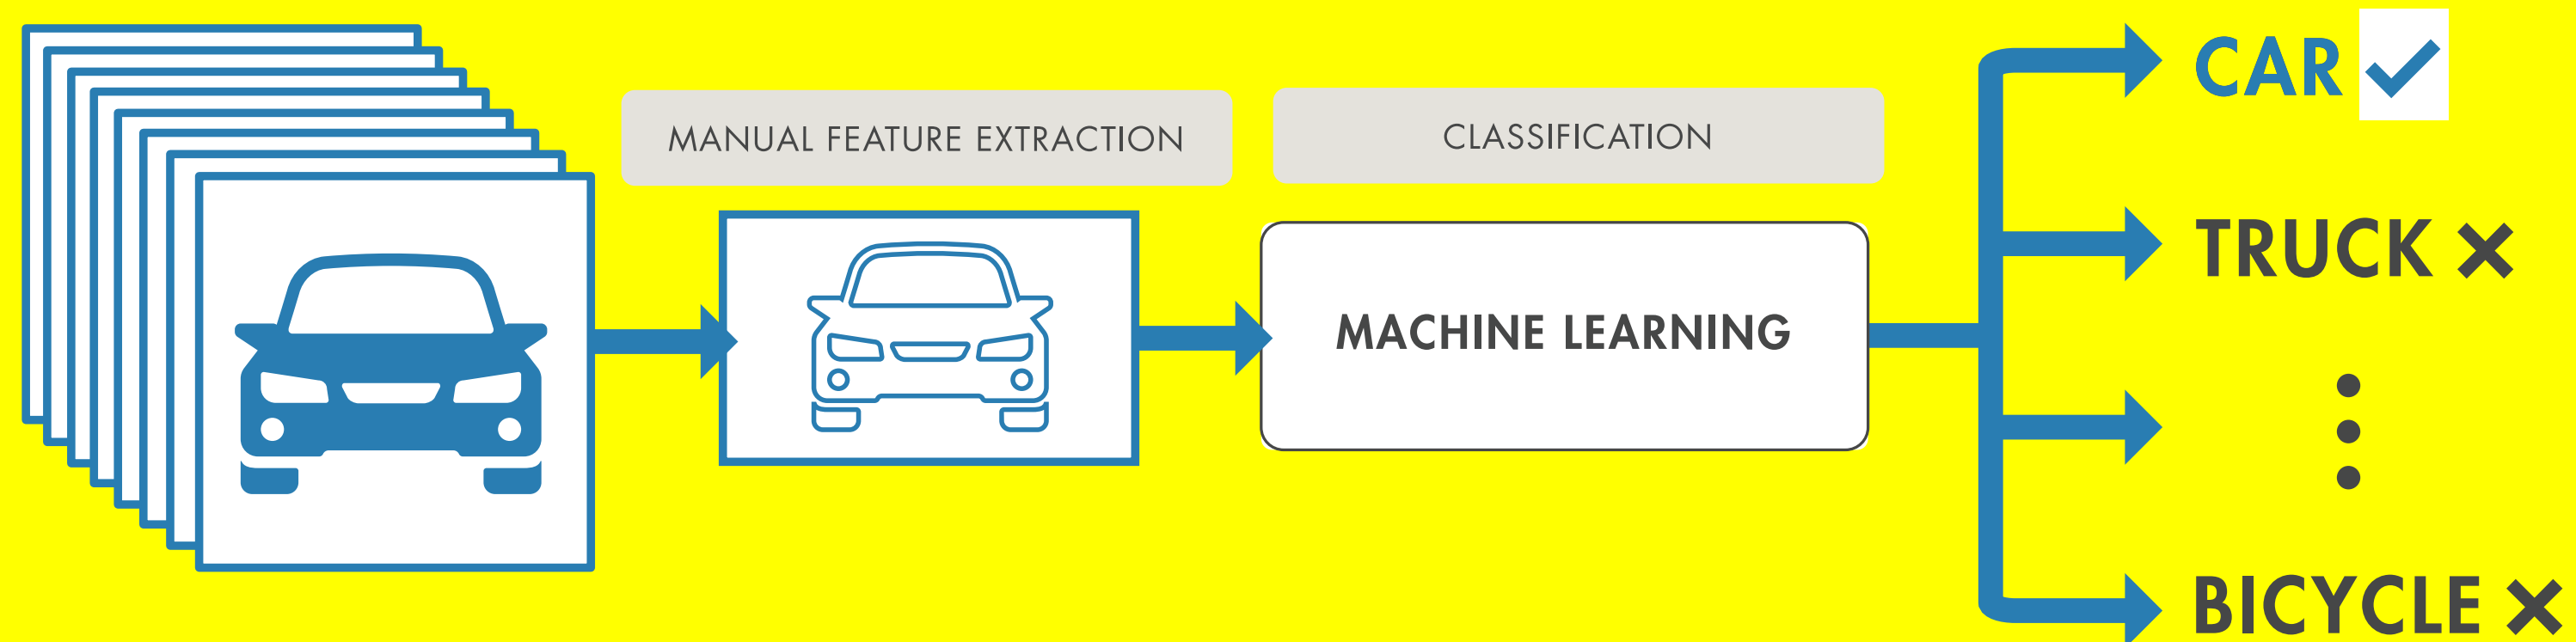 MANUAL FEATURE EXTRACTION
CLASSIFICATION
MACHINE LEARNING
CAR
TRUCK
BICYCLE